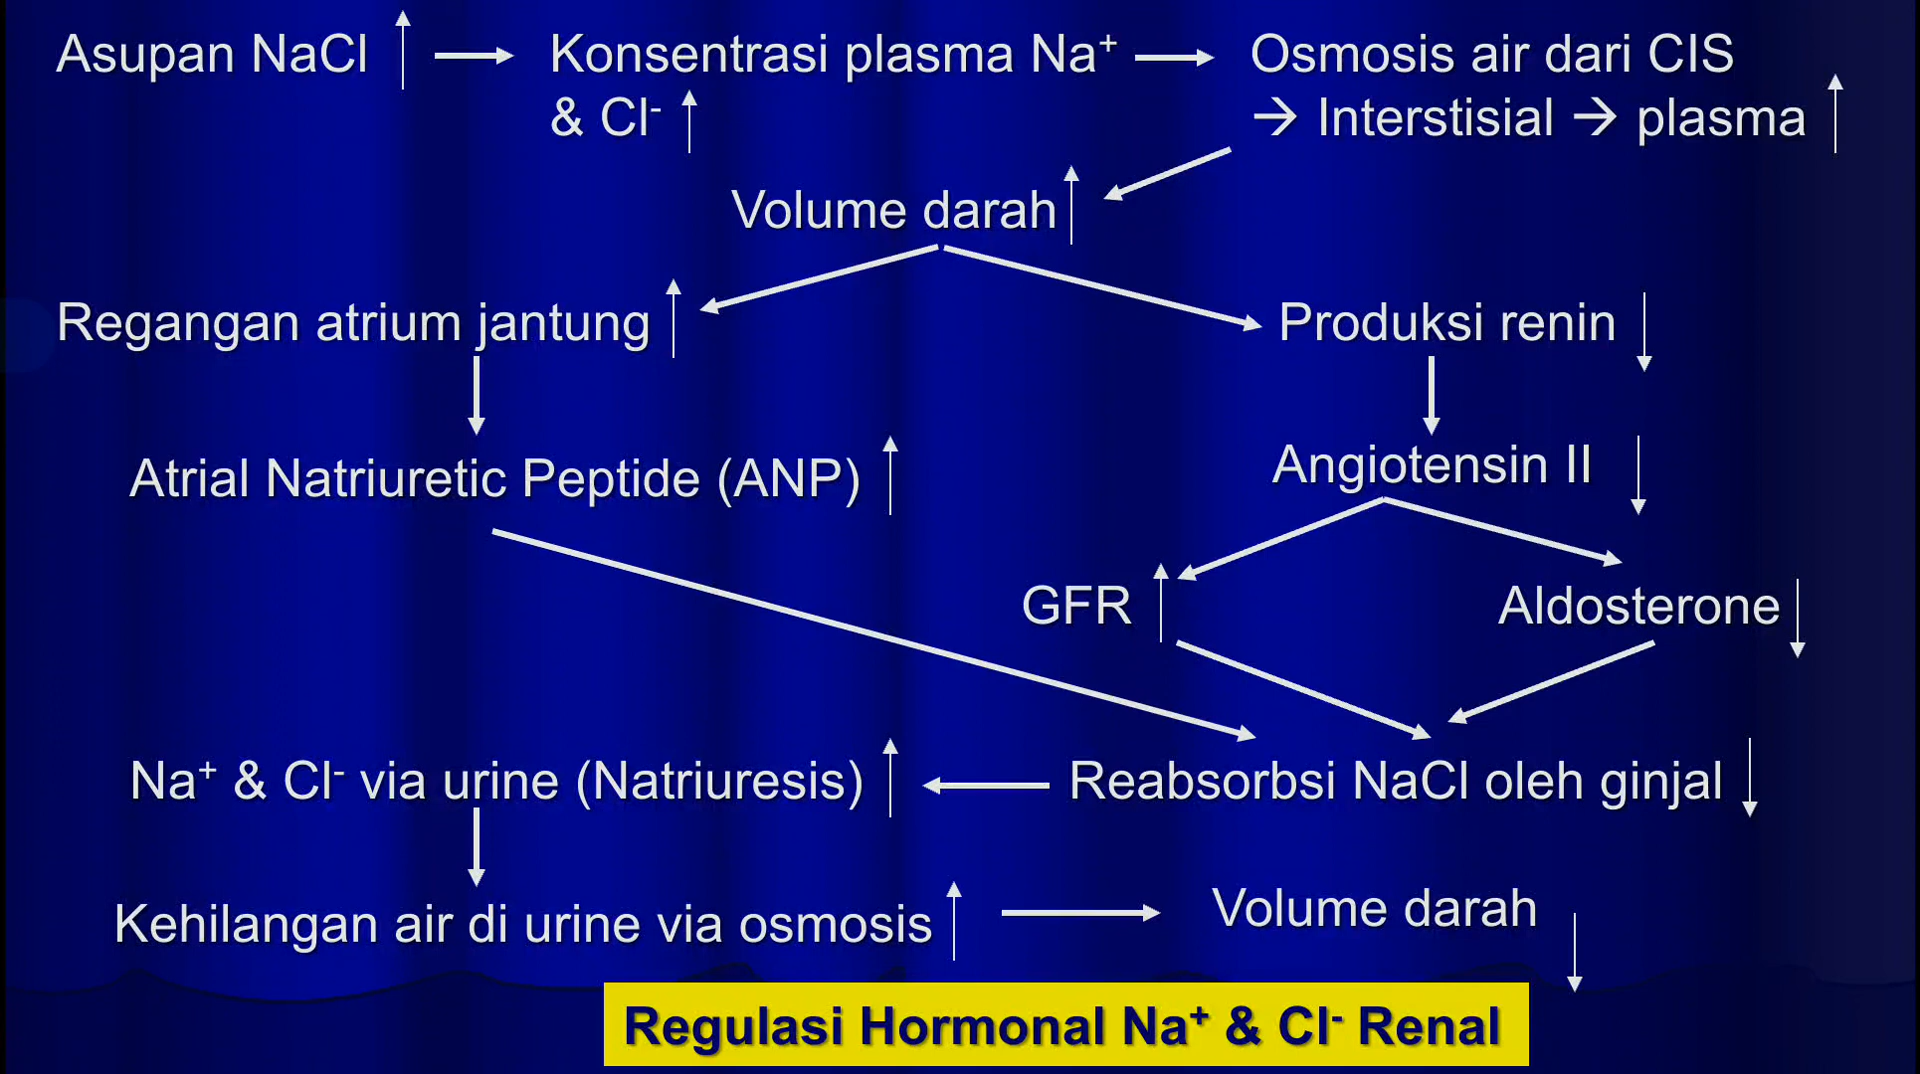 Asupan NaCl ↑ → Konsentrasi plasma Na⁺ → Osmosis air dari CIS
& Cl⁻ ↑ → Interstisial → plasma ↑
Volume darah ↑
Regangan atrium jantung ↑ Produksi renin ↓
Atrial Natriuretic Peptide (ANP) ↑ Angiotensin II ↓
GFR ↑ Aldosterone ↓
Na⁺ & Cl⁻ via urine (Natriuresis) ↑ ← Reabsorbsi NaCl oleh ginjal ↓
Kehilangan air di urine via osmosis ↑ → Volume darah ↓
Regulasi Hormonal Na⁺ & Cl⁻ Renal